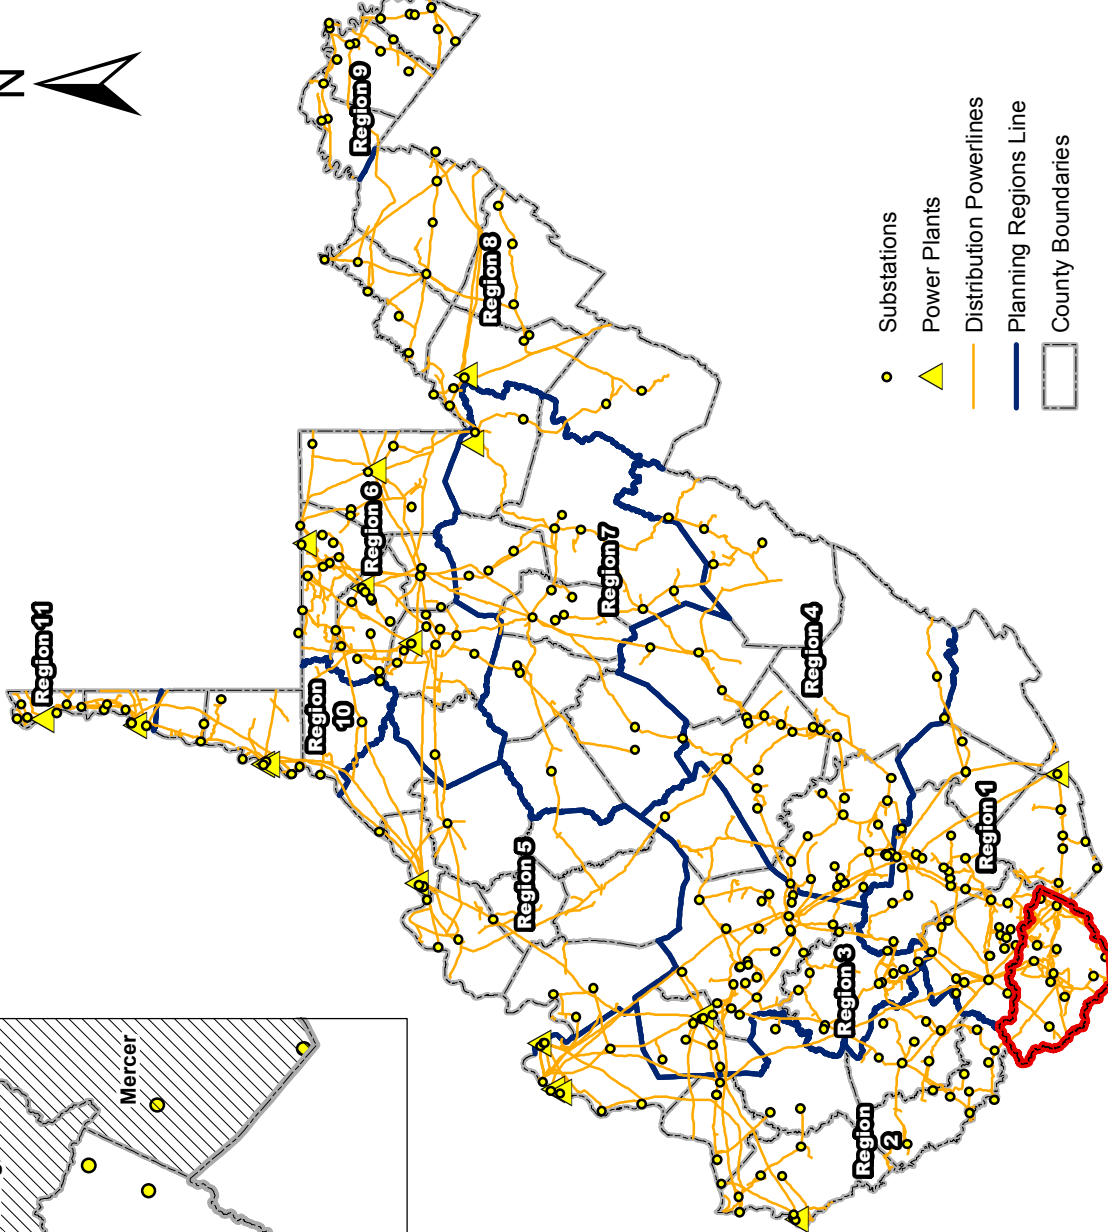 N
Region 11
Region 9
Region 8
Region 6
Region
10
Region 7
Region 5
Region 4
Region 3
Region 1
Region
2
Mercer
Substations
Power Plants
Distribution Powerlines
Planning Regions Line
County Boundaries